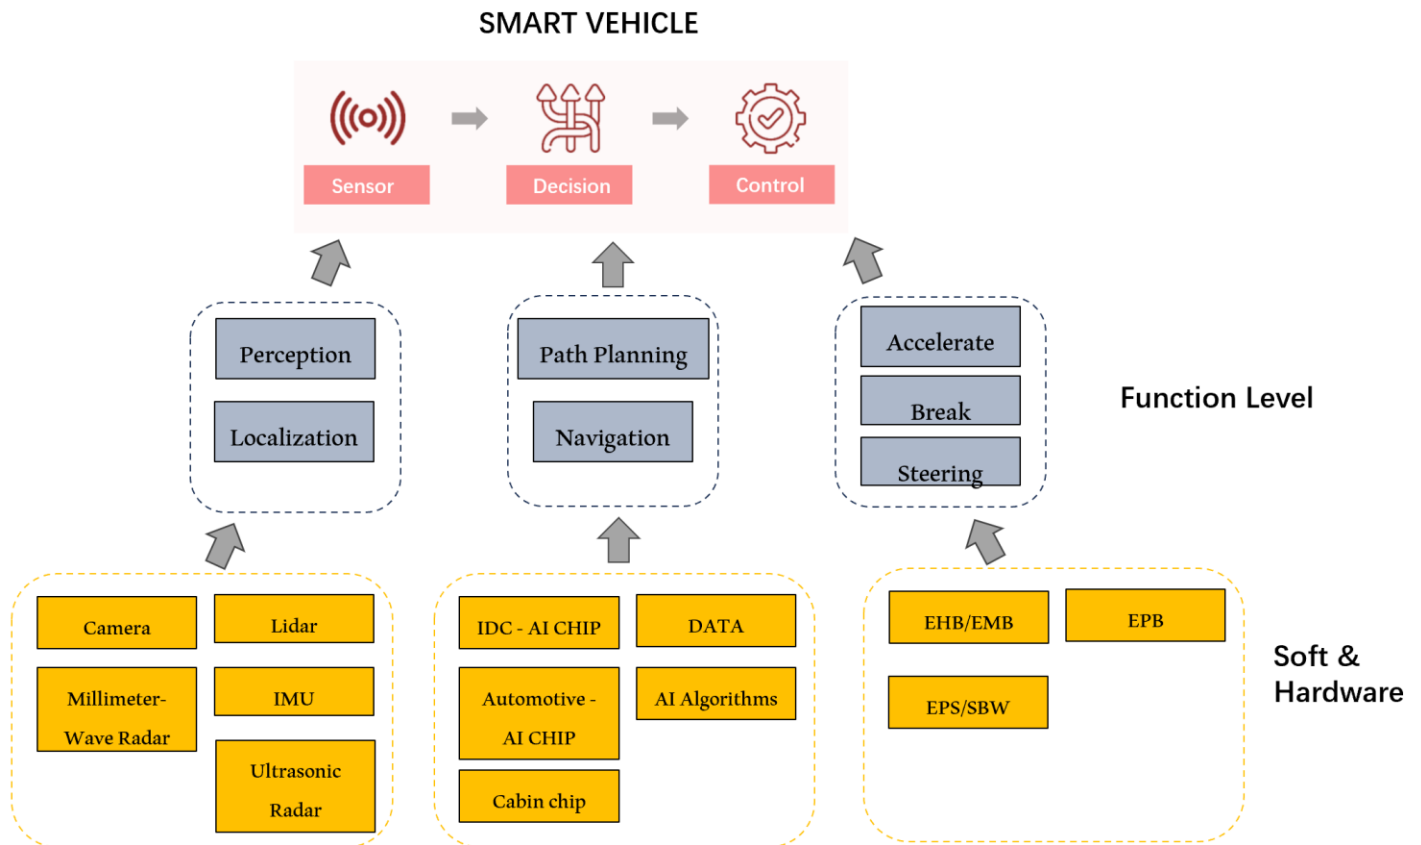 SMART VEHICLE
Sensor
Decision
Control
Perception
Localization
Path Planning
Navigation
Accelerate
Break
Steering
Function Level
Camera
Lidar
Millimeter-
Wave Radar
IMU
Ultrasonic
Radar
IDC - AI CHIP
DATA
Automotive -
AI CHIP
AI Algorithms
Cabin chip
EHB/EMB
EPB
EPS/SBW
Soft &
Hardware